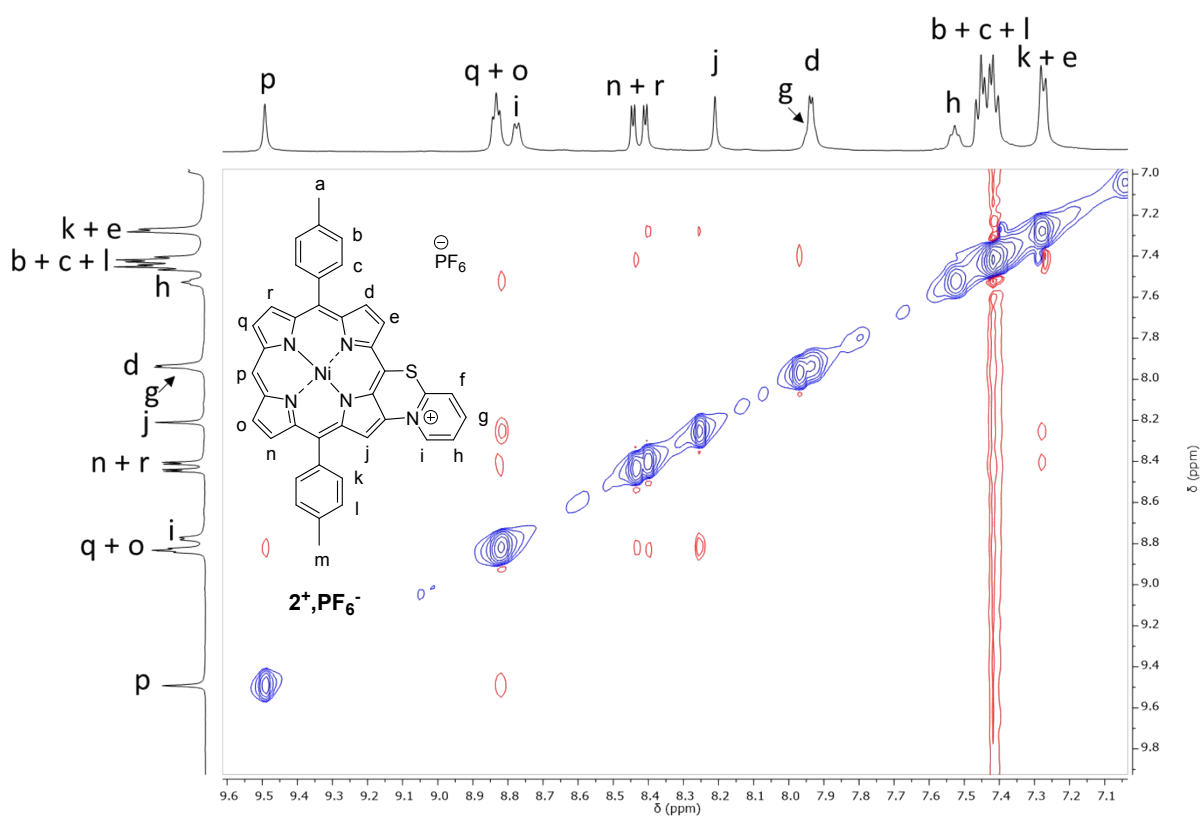 b + c + l
k + e
p
q + o
i
n + r
j
d
g
h
7.0
7.2
7.4
7.6
7.8
8.0
8.2
8.4
8.6
8.8
9.0
9.2
9.4
9.6
9.8
δ (ppm)
k + e
b + c + l
h
d
g
j
n + r
i
q + o
p
a
b
c
⊖
PF6
r
d
q
e
N
N
p
Ni
S
f
N
N
N
⊕
g
o
n
j
i
h
k
l
m
2+,PF6-
9.6 9.5 9.4 9.3 9.2 9.1 9.0 8.9 8.8 8.7 8.6 8.5 8.4 8.3 8.2 8.1 8.0 7.9 7.8 7.7 7.6 7.5 7.4 7.3 7.2 7.1
δ (ppm)